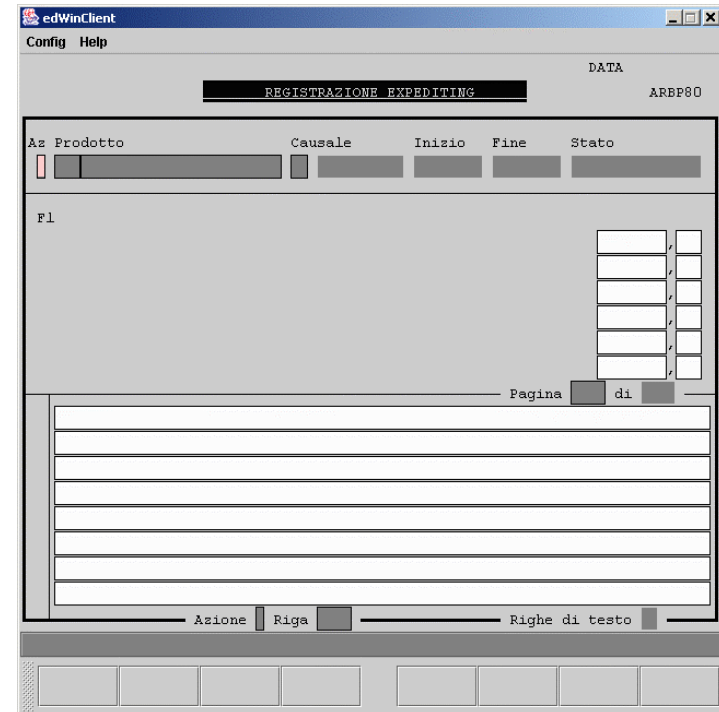 edWinClient
Config Help
DATA
REGISTRAZIONE EXPEDITING ARBP80
Az Prodotto Causale Inizio Fine Stato
Fl
,
,
,
,
,
,
Pagina di
Azione Riga Righe di testo